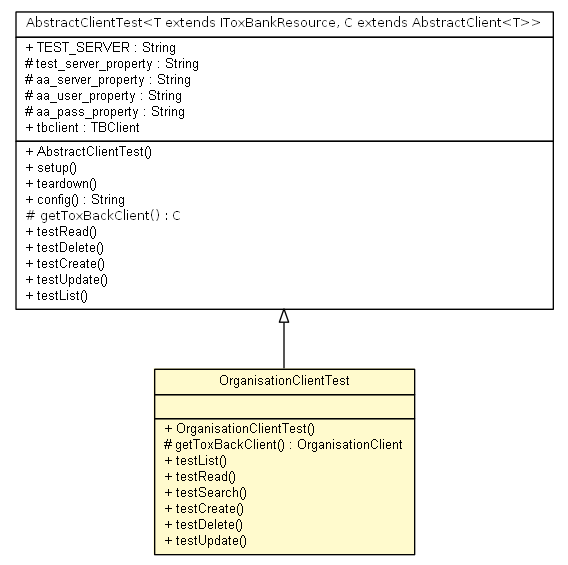 AbstractClientTest<T extends IToxBankResource, C extends AbstractClient<T>>
+ TEST_SERVER : String
# test_server_property : String
# aa_server_property : String
# aa_user_property : String
# aa_pass_property : String
+ tbclient : TBClient
+ AbstractClientTest()
+ setup()
+ teardown()
+ config() : String
# getToxBackClient() : C
+ testRead()
+ testDelete()
+ testCreate()
+ testUpdate()
+ testList()
OrganisationClientTest
+ OrganisationClientTest()
# getToxBackClient() : OrganisationClient
+ testList()
+ testRead()
+ testSearch()
+ testCreate()
+ testDelete()
+ testUpdate()